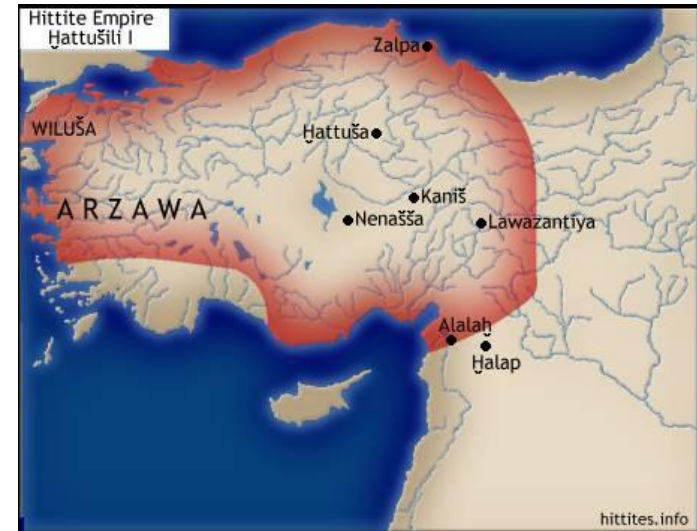 Hittite Empire
Ḫattušili I
Zalpa
WILUŠA
Ḫattuša
Kaniš
ARZAWA
Nenašša
Lawazantiya
Alalaḫ
Ḫalap
hittites.info